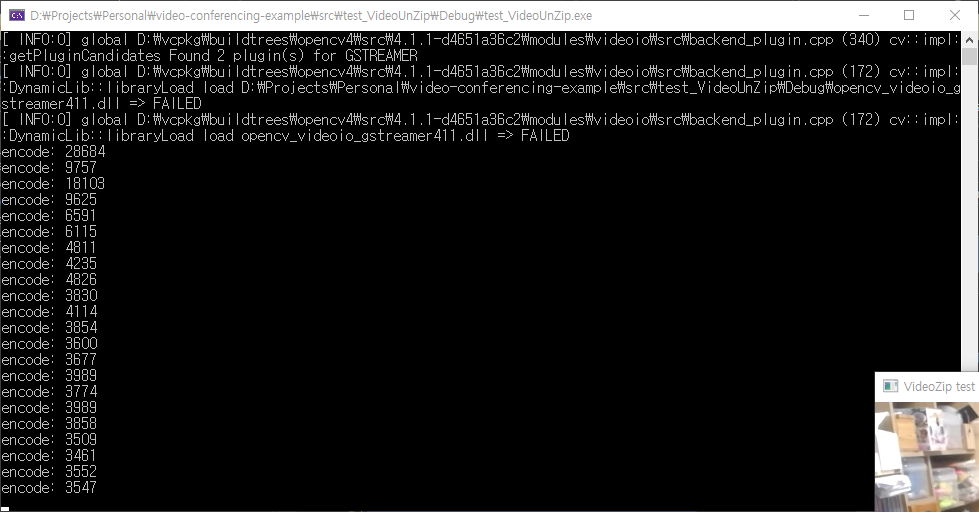 D:₩Projects₩Personal₩video-conferencing-example₩src₩test_VideoUnZip₩Debug₩test_VideoUnZip.exe
[ INFO:0] global D:₩vcpkg₩buildtrees₩opencv4₩src₩4.1.1-d4651a36c2₩modules₩videoio₩src₩backend_plugin.cpp (340) cv::impl:
:getPluginCandidates Found 2 plugin(s) for GSTREAMER
[ INFO:0] global D:₩vcpkg₩buildtrees₩opencv4₩src₩4.1.1-d4651a36c2₩modules₩videoio₩src₩backend_plugin.cpp (172) cv::impl:
:DynamicLib::libraryLoad load D:₩Projects₩Personal₩video-conferencing-example₩src₩test_VideoUnZip₩Debug₩opencv_videoio_g
streamer411.dll => FAILED
[ INFO:0] global D:₩vcpkg₩buildtrees₩opencv4₩src₩4.1.1-d4651a36c2₩modules₩videoio₩src₩backend_plugin.cpp (172) cv::impl:
:DynamicLib::libraryLoad load opencv_videoio_gstreamer411.dll => FAILED
encode: 28684
encode: 9757
encode: 18103
encode: 9625
encode: 6591
encode: 6115
encode: 4811
encode: 4235
encode: 4826
encode: 3830
encode: 4114
encode: 3854
encode: 3600
encode: 3677
encode: 3989
encode: 3774
encode: 3989
encode: 3858
encode: 3509
encode: 3461
encode: 3552
encode: 3547
VideoZip test